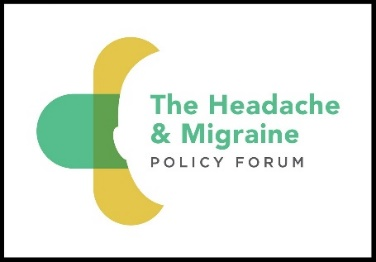 The Headache
& Migraine
POLICY FORUM